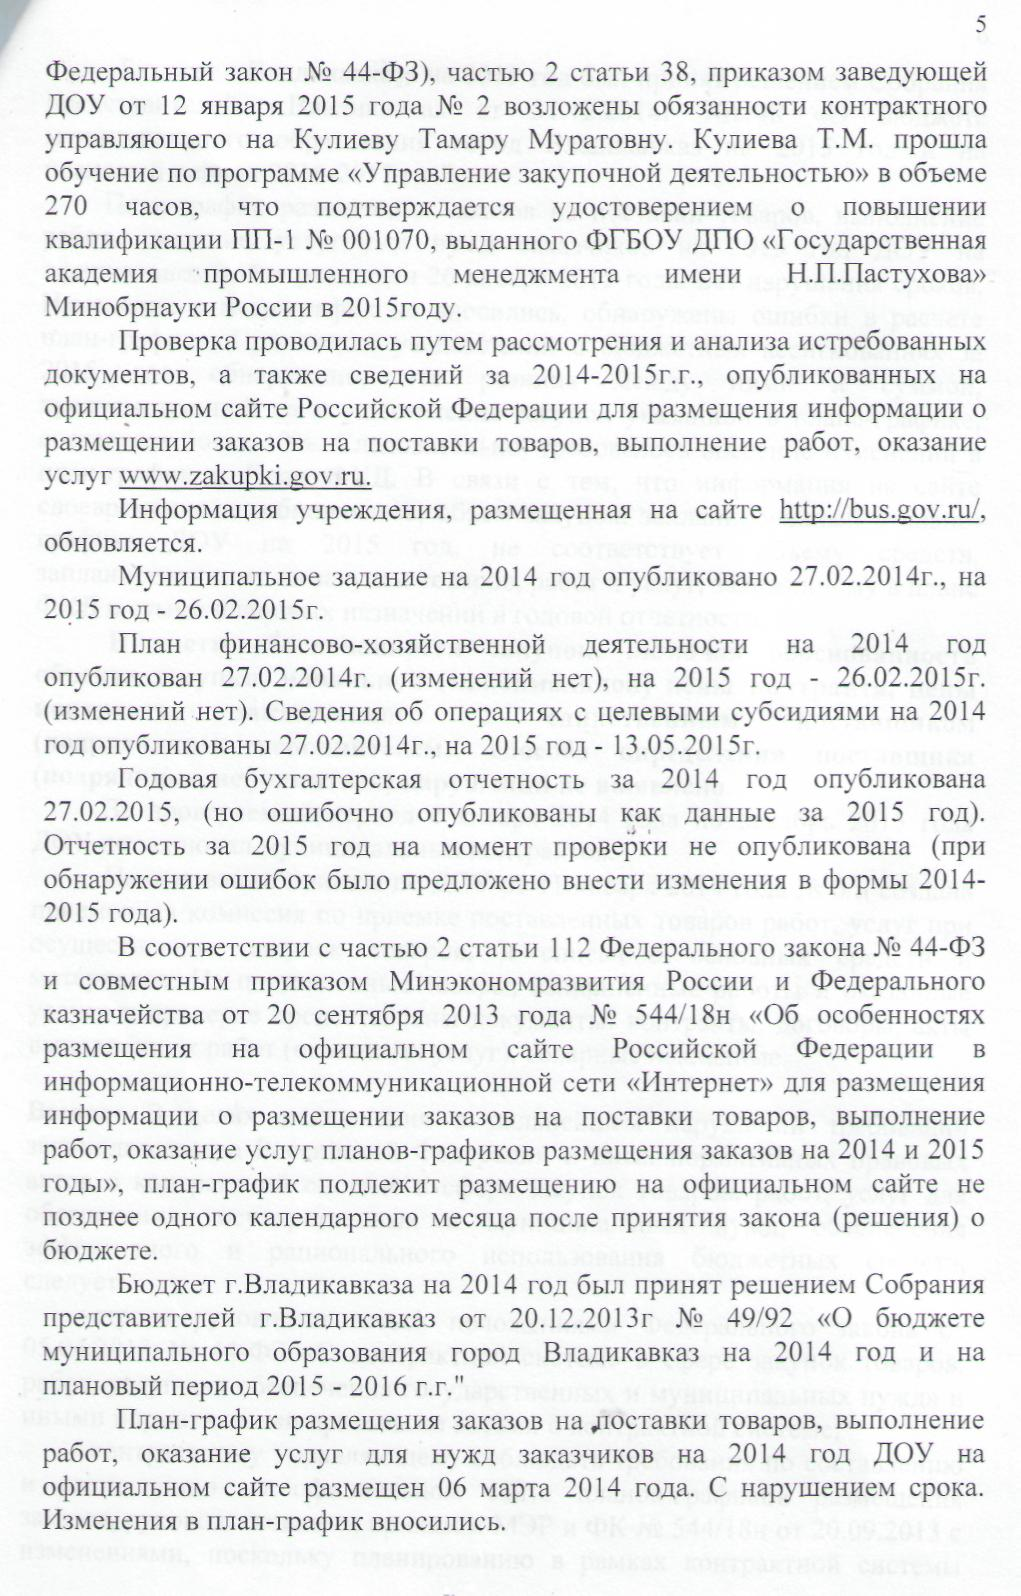 5
Федеральный закон № 44-ФЗ), частью 2 статьи 38, приказом заведующей
ДОУ от 12 января 2015 года № 2 возложены обязанности контрактного
управляющего на Кулиеву Тамару Муратовну. Кулиева Т.М. прошла
обучение по программе «Управление закупочной деятельностью» в объеме
270 часов, что подтверждается удостоверением о повышении
квалификации ПП-1 № 001070, выданного ФГБОУ ДПО «Государственная
академия промышленного менеджмента имени Н.П.Пастухова»
Минобрнауки России в 2015году.
Проверка проводилась путем рассмотрения и анализа истребованных
документов, а также сведений за 2014-2015г.г., опубликованных на
официальном сайте Российской Федерации для размещения информации о
размещении заказов на поставки товаров, выполнение работ, оказание
услуг www.zakupki.gov.ru.
Информация учреждения, размещенная на сайте http://bus.gov.ru/,
обновляется.
Муниципальное задание на 2014 год опубликовано 27.02.2014г., на
2015 год - 26.02.2015г.
План финансово-хозяйственной деятельности на 2014 год
опубликован 27.02.2014г. (изменений нет), на 2015 год - 26.02.2015г.
(изменений нет). Сведения об операциях с целевыми субсидиями на 2014
год опубликованы 27.02.2014г., на 2015 год - 13.05.2015г.
Годовая бухгалтерская отчетность за 2014 год опубликована
27.02.2015, (но ошибочно опубликованы как данные за 2015 год).
Отчетность за 2015 год на момент проверки не опубликована (при
обнаружении ошибок было предложено внести изменения в формы 2014-
2015 года).
В соответствии с частью 2 статьи 112 Федерального закона № 44-ФЗ
и совместным приказом Минэкономразвития России и Федерального
казначейства от 20 сентября 2013 года № 544/18н «Об особенностях
размещения на официальном сайте Российской Федерации в
информационно-телекоммуникационной сети «Интернет» для размещения
информации о размещении заказов на поставки товаров, выполнение
работ, оказание услуг планов-графиков размещения заказов на 2014 и 2015
годы», план-график подлежит размещению на официальном сайте не
позднее одного календарного месяца после принятия закона (решения) о
бюджете.
Бюджет г.Владикавказа на 2014 год был принят решением Собрания
представителей г.Владикавказ от 20.12.2013г № 49/92 «О бюджете
муниципального образования город Владикавказ на 2014 год и на
плановый период 2015 - 2016 г.г."
План-график размещения заказов на поставки товаров, выполнение
работ, оказание услуг для нужд заказчиков на 2014 год ДОУ на
официальном сайте размещен 06 марта 2014 года.. С нарушением срока.
Изменения в план-график вносились.